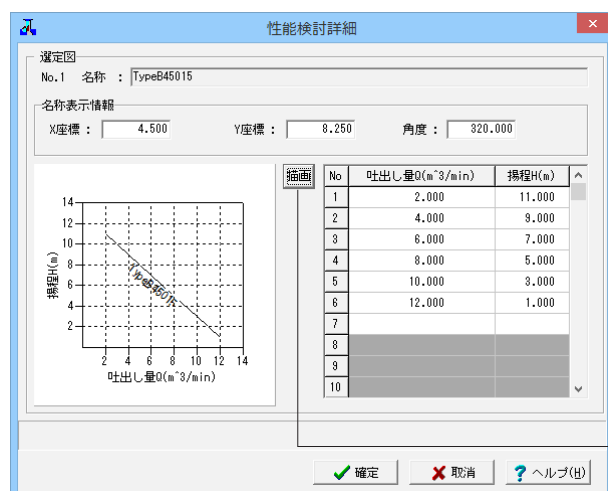 性能検討詳細
選定図
No.1 名称 : TypeB45015
名称表示情報
X座標 : 4.500 Y座標 : 8.250 角度 : 320.000
描画
14
12
10
8
6
4
2
揚程H(m)
TypeB45015
2 4 6 8 10 12 14
吐出し量Q(m^3/min)
No 吐出し量Q(m^3/min) 揚程H(m)
1 2.000 11.000
2 4.000 9.000
3 6.000 7.000
4 8.000 5.000
5 10.000 3.000
6 12.000 1.000
7
8
9
10
確定 取消 ヘルプ(H)